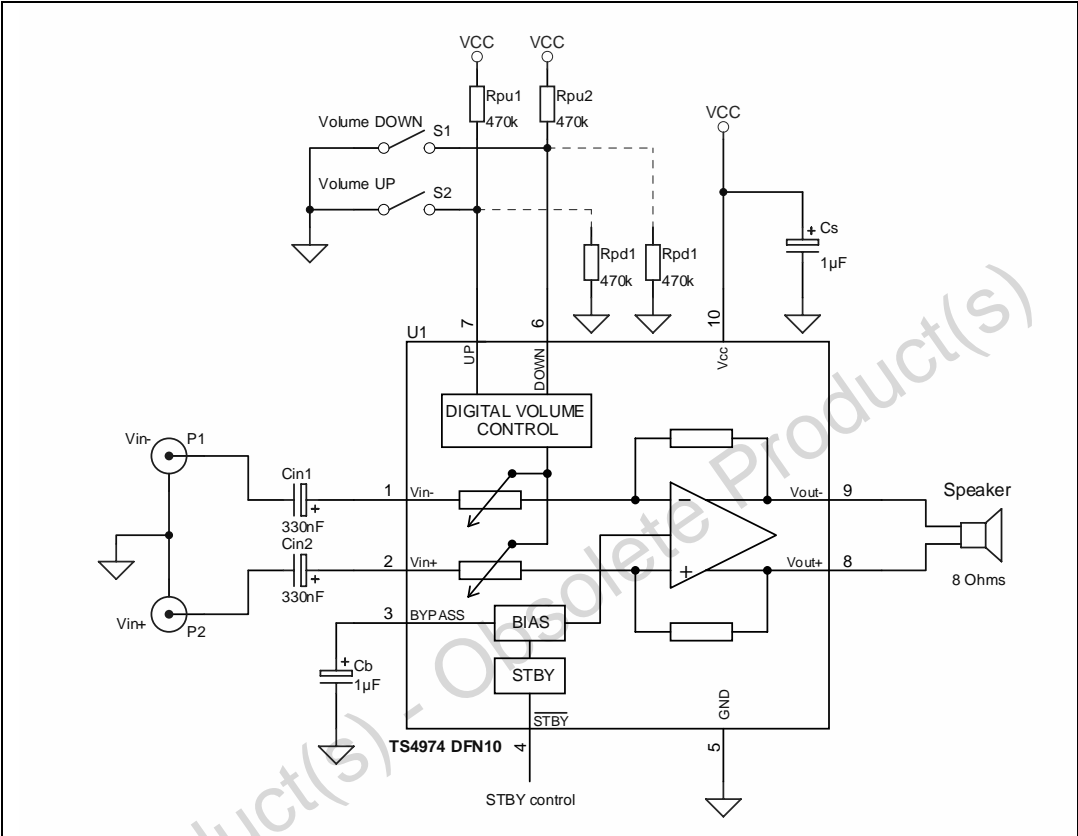 VCC
VCC
Rpu1
470k
Rpu2
470k
VCC
Volume DOWN
S1
Volume UP
S2
Cs
+
1µF
Rpd1
470k
Rpd1
470k
7
6
10
U1
UP
DOWN
Vcc
DIGITAL VOLUME
CONTROL
Vin-
P1
Cin1
+
330nF
1
Vin-
-
Vout-
9
Speaker
Cin2
+
330nF
2
Vin+
+
Vout+
8
8 Ohms
Vin+
P2
3
BYPASS
BIAS
Cb
+
1µF
STBY
STBY
GND
TS4974 DFN10
4
5
STBY control
uct(s) - Obsolete Product(s)